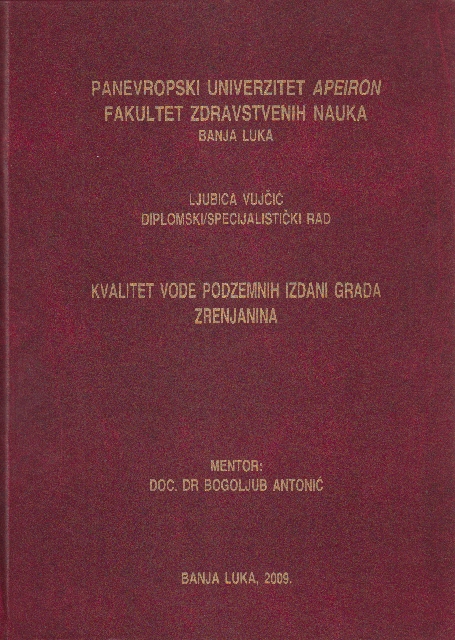 PANEVROPSKI UNIVERZITET APEIRON
FAKULTET ZDRAVSTVENIH NAUKA
BANJA LUKA
LJUBICA VUJČIĆ
DIPLOMSKI/SPECIJALISTIČKI RAD
KVALITET VODE PODZEMNIH IZDANI GRADA
ZRENJANINA
MENTOR:
DOC. DR BOGOLJUB ANTONIĆ
BANJA LUKA, 2009.